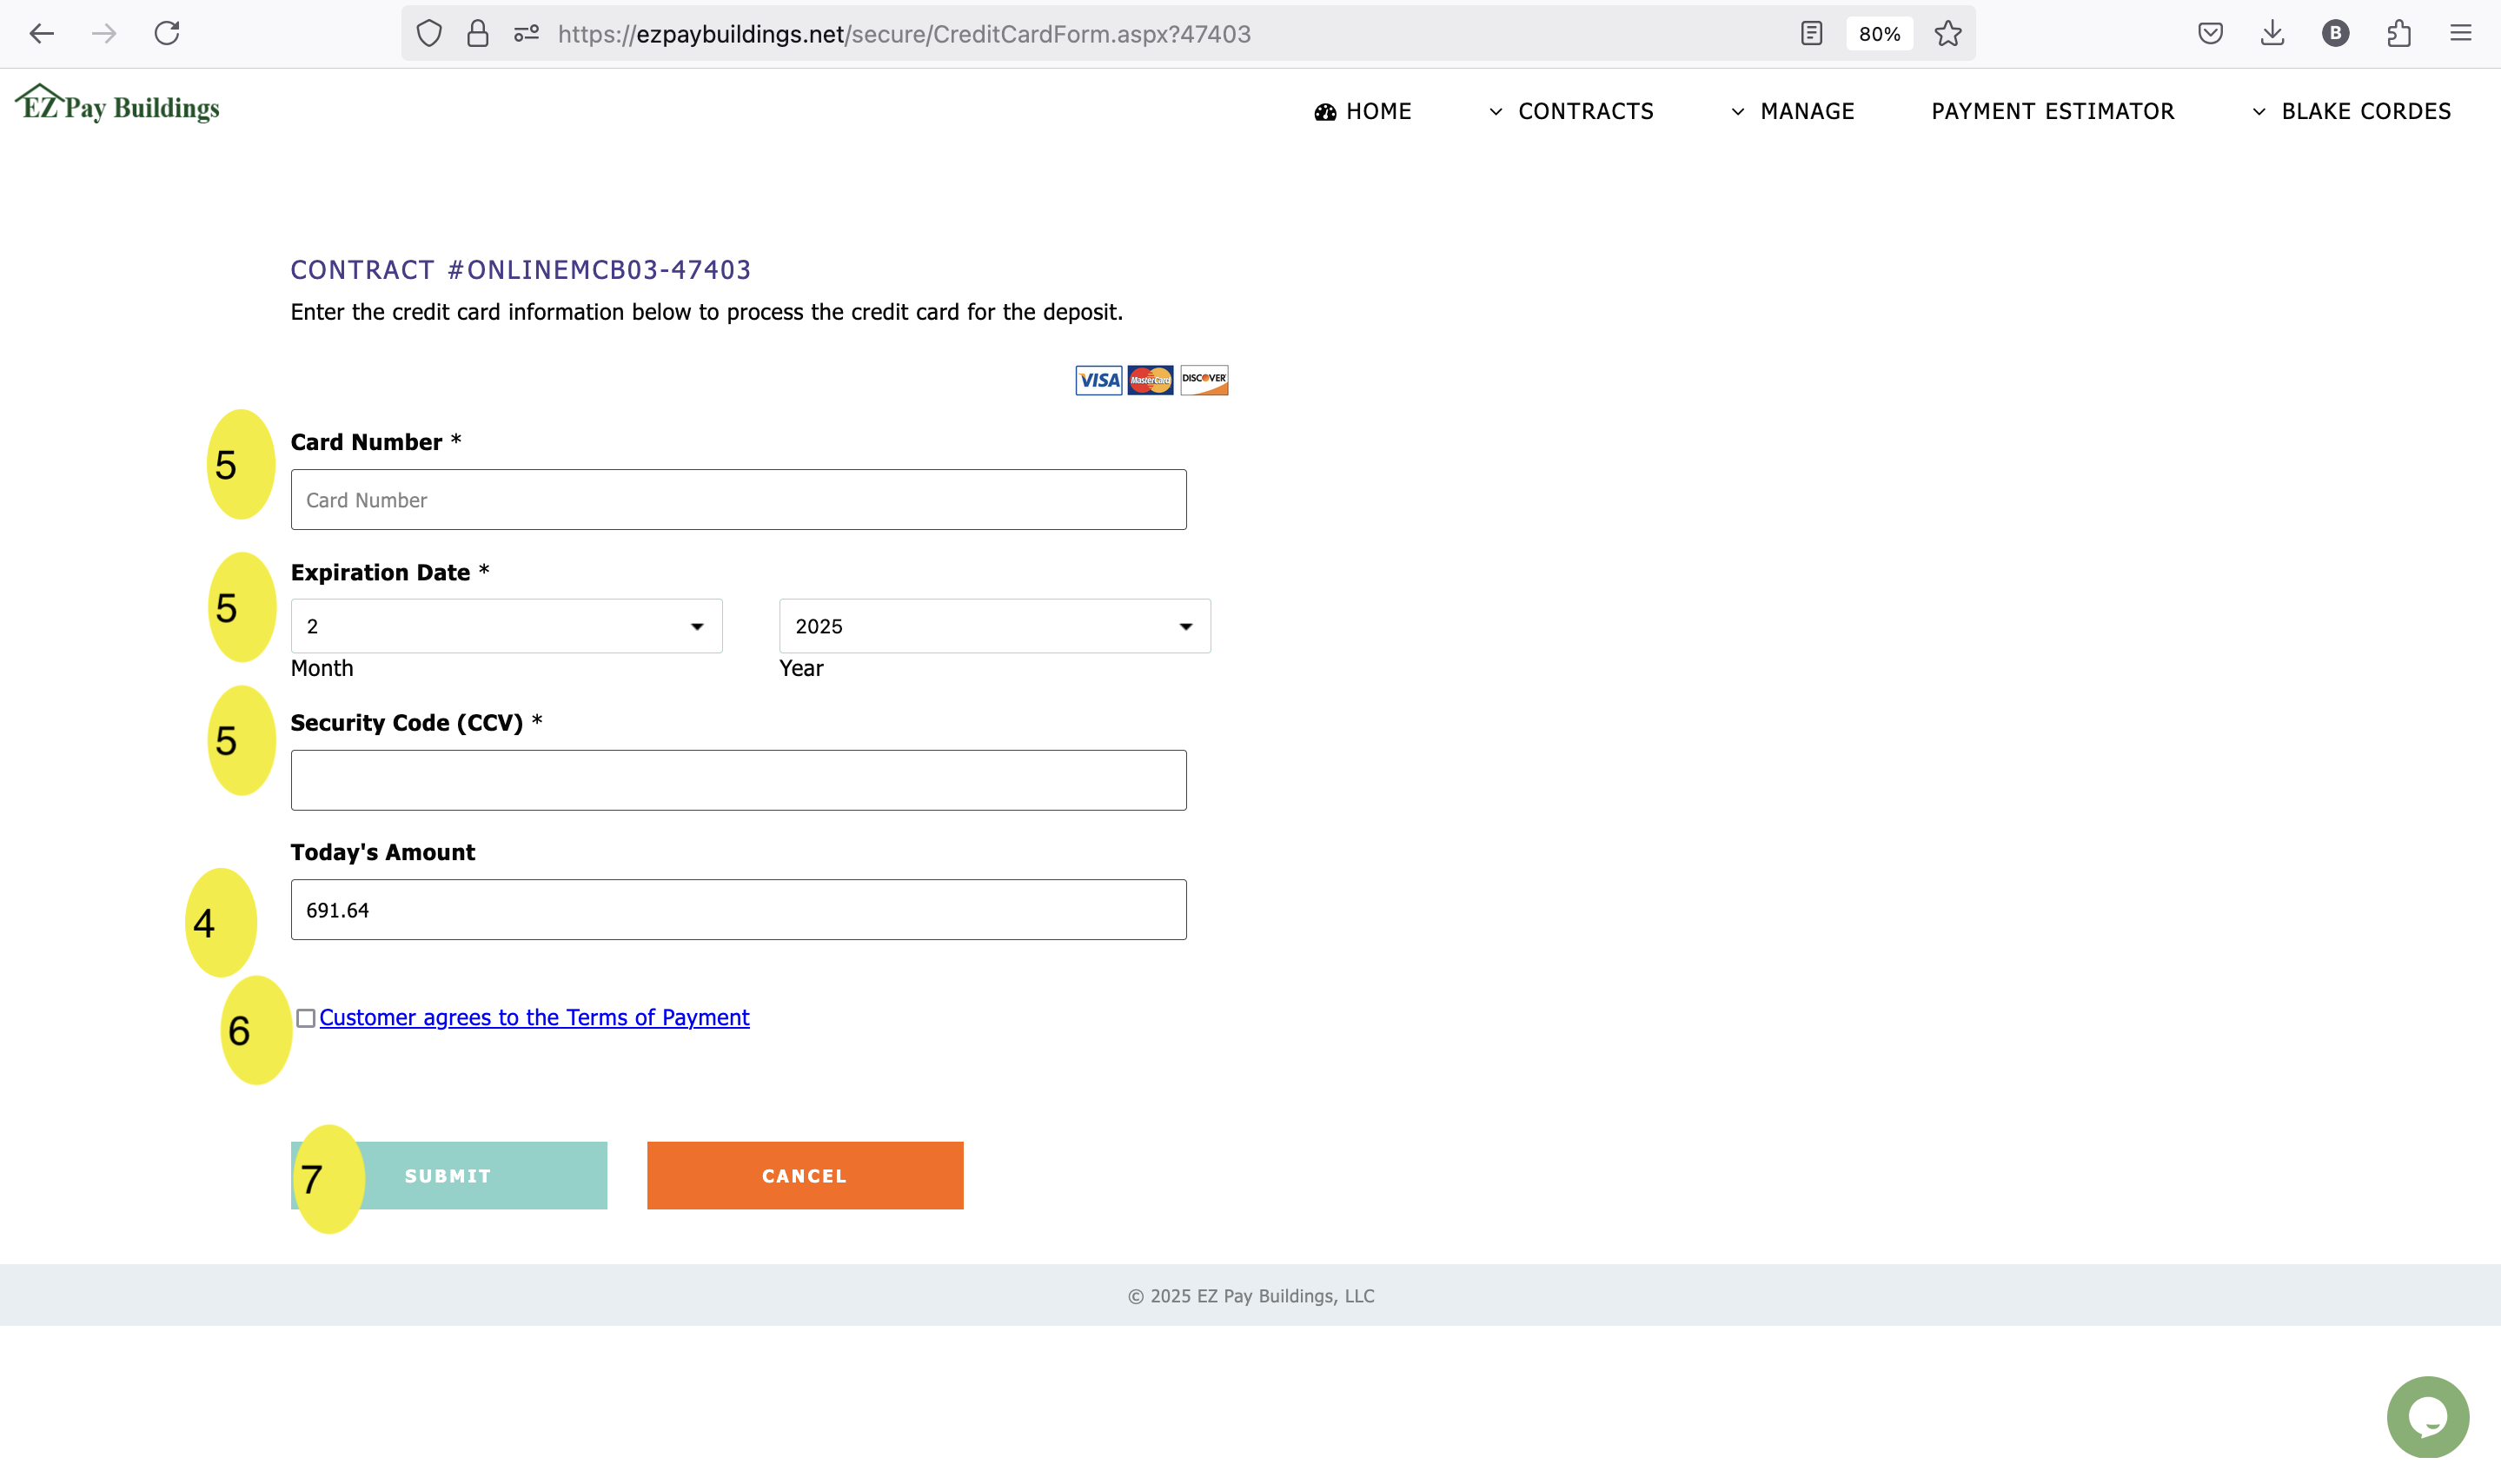 https://ezpaybuildings.net/secure/CreditCardForm.aspx?47403
80%
B
EZ Pay Buildings
HOME
CONTRACTS
MANAGE
PAYMENT ESTIMATOR
BLAKE CORDES
CONTRACT #ONLINEMCB03-47403
Enter the credit card information below to process the credit card for the deposit.
VISA
MasterCard
DISCOVER
5
Card Number *
Card Number
5
Expiration Date *
2
2025
Month
Year
5
Security Code (CCV) *
Today's Amount
4
691.64
6
Customer agrees to the Terms of Payment
7
SUBMIT
CANCEL
© 2025 EZ Pay Buildings, LLC